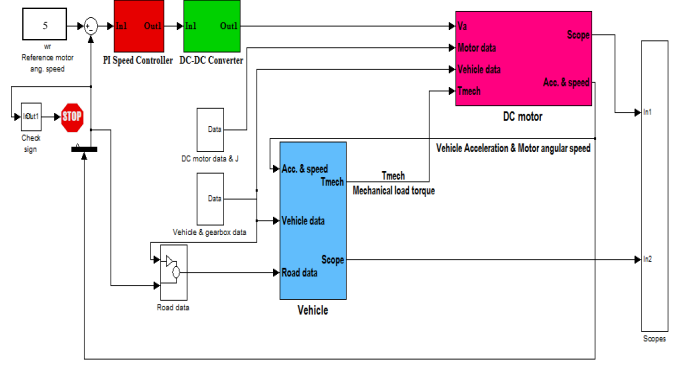 5
wr
Reference motor
ang. speed
In1
Out1
PI Speed Controller
In1
Out1
DC-DC Converter
Va
Motor data
Vehicle data
Tmech
Scope
Acc. & speed
DC motor
Out1
Check
sign
STOP
Data
DC motor data & J
Data
Vehicle & gearbox data
Road data
Acc. & speed
Tmech
Vehicle data
Road data
Scope
Vehicle
Vehicle Acceleration & Motor angular speed
Tmech
Mechanical load torque
In1
In2
Scopes